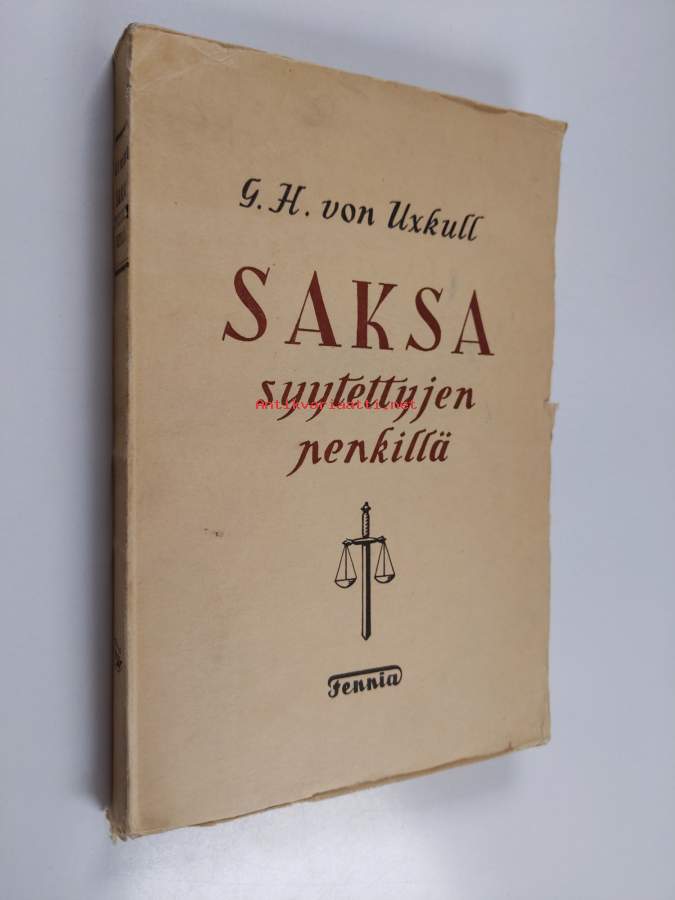 G. H. von Uxkull
SAKSA
syytettyjen
Antikvariaatti.net
penkillä
Fennia